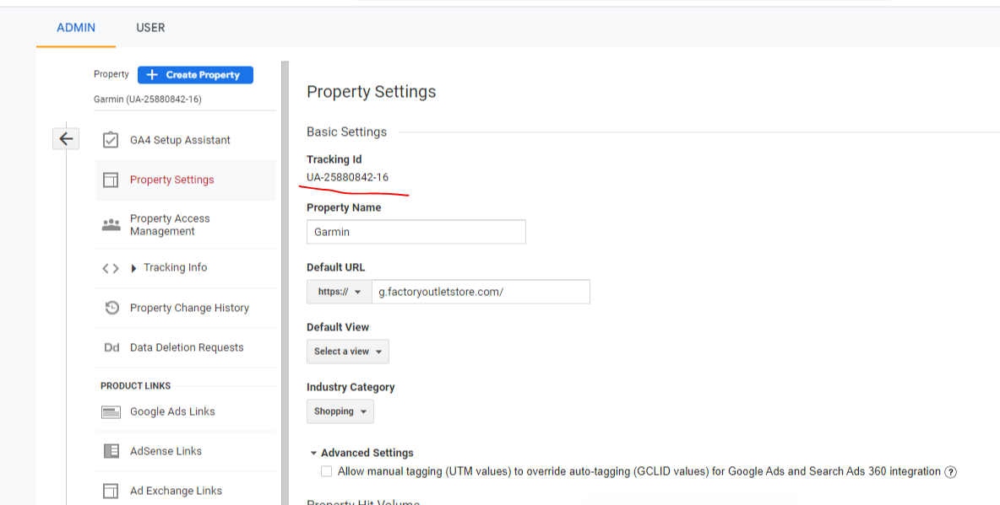 ADMIN
USER
Property
Create Property
Garmin (UA-25880842-16)
GA4 Setup Assistant
Property Settings
Property Access
Management
Tracking Info
Property Change History
Dd Data Deletion Requests
PRODUCT LINKS
Google Ads Links
AdSense Links
Ad Exchange Links
Property Settings
Basic Settings
Tracking Id
UA-25880842-16
Property Name
Garmin
Default URL
https://
g.factoryoutletstore.com/
Default View
Select a view
Industry Category
Shopping
Advanced Settings
Allow manual tagging (UTM values) to override auto-tagging (GCLID values) for Google Ads and Search Ads 360 integration ?
Property Hit Volume